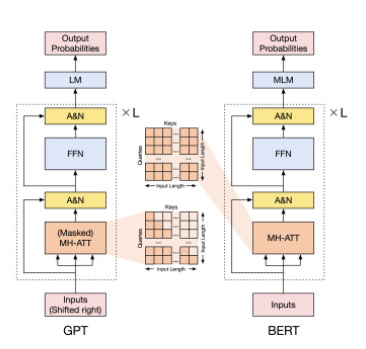 Output
Probabilities
LM
A&N
×L
FFN
A&N
(Masked)
MH-ATT
Inputs
(Shifted right)
GPT
Keys
Queries
Input Length
Input Length
Keys
Queries
Input Length
Input Length
Output
Probabilities
MLM
A&N
×L
FFN
A&N
MH-ATT
Inputs
BERT